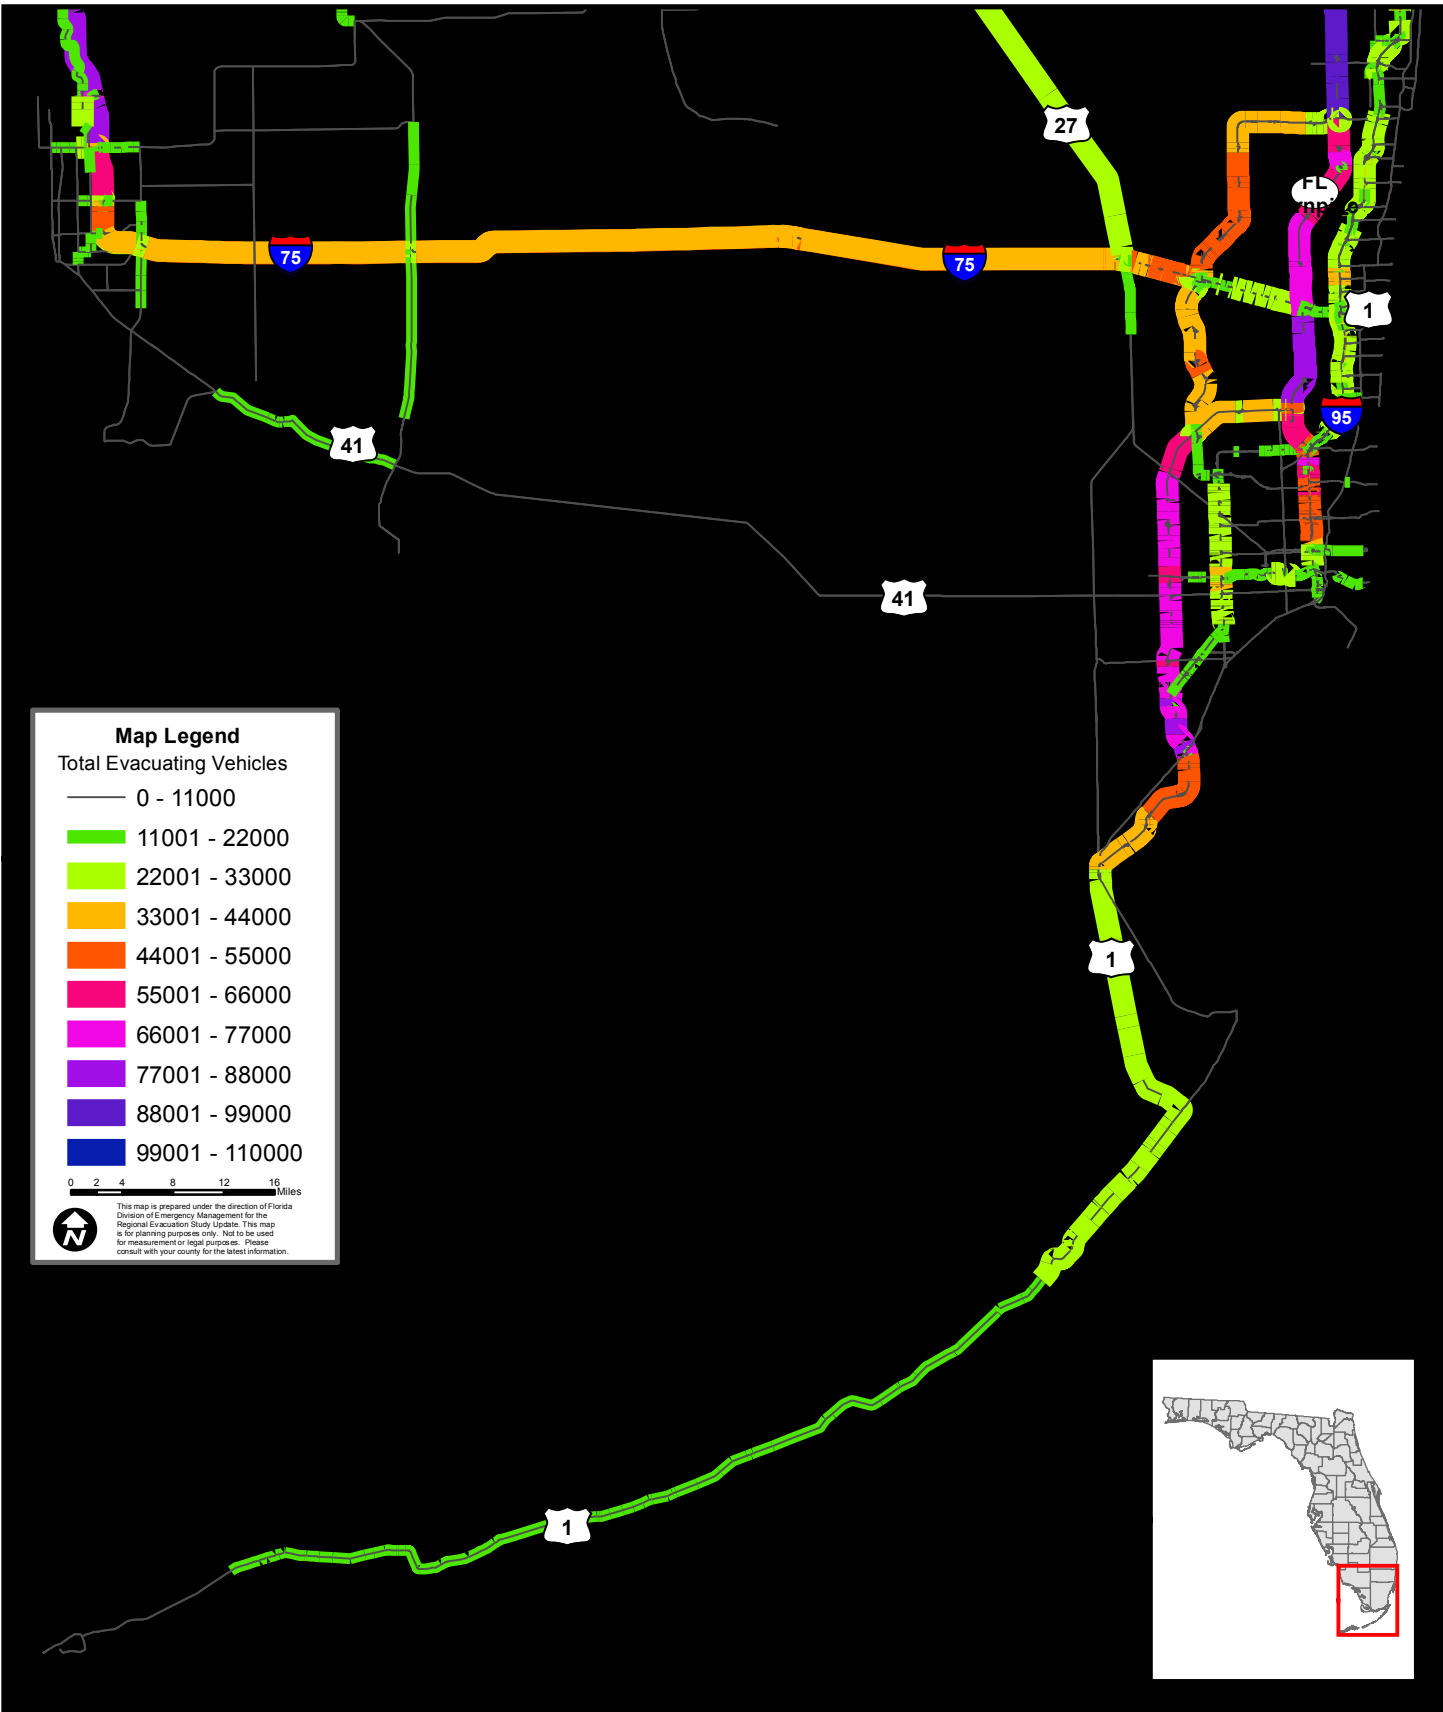 27
FL
75
75
1
95
41
41
1
Map Legend
Total Evacuating Vehicles
0 - 11000
11001 - 22000
22001 - 33000
33001 - 44000
44001 - 55000
55001 - 66000
66001 - 77000
77001 - 88000
88001 - 99000
99001 - 110000
0 2 4 8 12 16
Miles
N
This map is prepared under the direction of Florida
Division of Emergency Management for the
Regional Evacuation Study Update. This map
is for planning purposes only. Not to be used
for measurement or legal purposes. Please
consult with your county for the latest information.
1